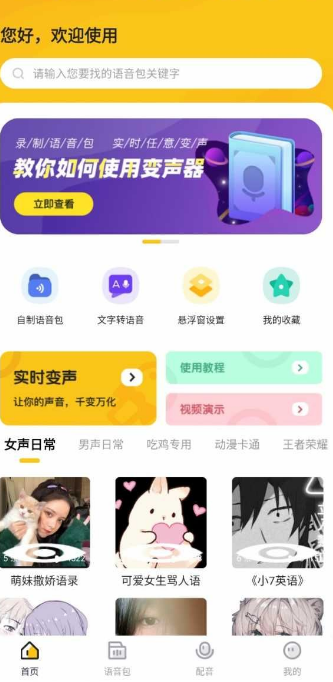 您好，欢迎使用
请输入您要找的语音包关键字
录/制/语/音/包 实/时/任/意/变/声
教你如何使用变声器
立即查看
自制语音包 文字转语音 悬浮窗设置 我的收藏
实时变声
让你的声音，千变万化
使用教程
视频演示
女声日常 男声日常 吃鸡专用 动漫卡通 王者荣耀
萌妹撒娇语录 可爱女生骂人语 《小7英语》
首页 语音包 配音 我的